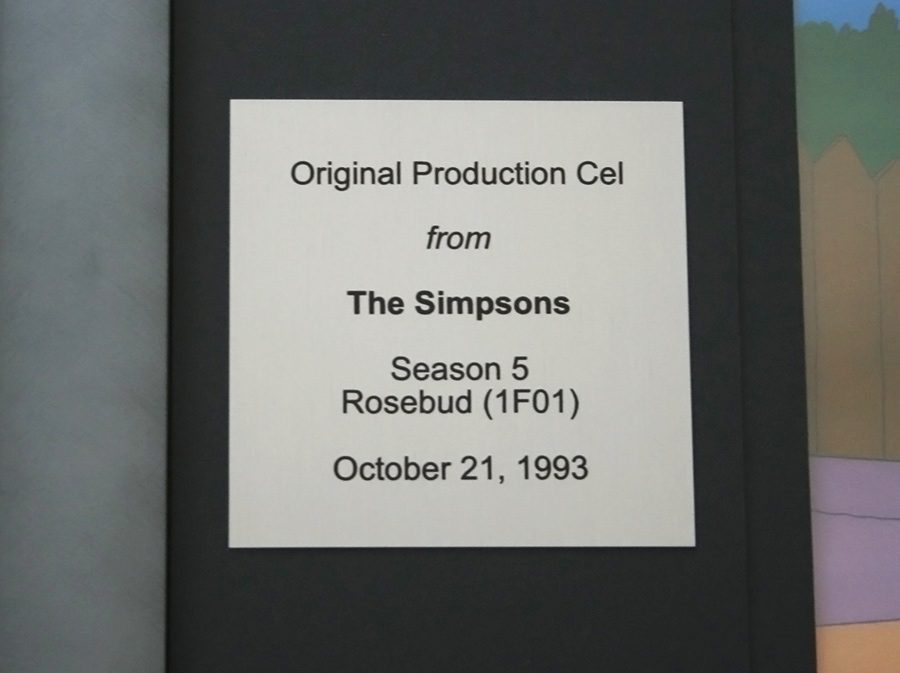 Original Production Cel
from
The Simpsons
Season 5
Rosebud (1F01)
October 21, 1993